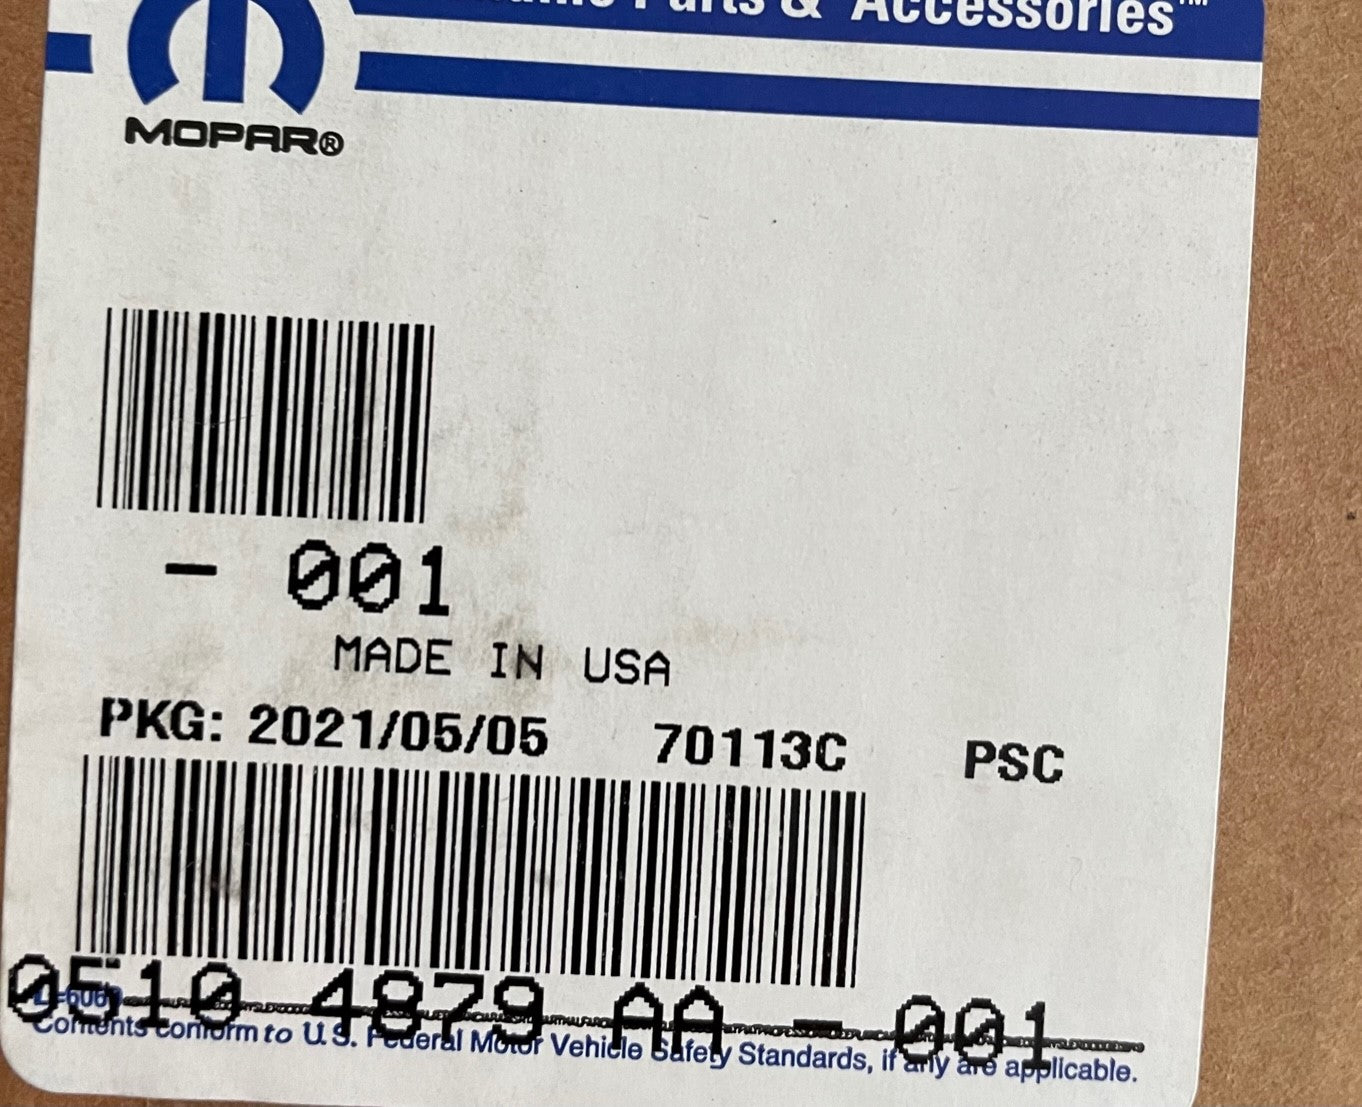 Parts & Accessories™
MOPAR®
- 001
MADE IN USA
PKG: 2021/05/05 70113C PSC
0510 4879 AA - 001
Contents conform to U.S. Federal Motor Vehicle Safety Standards, if any are applicable.